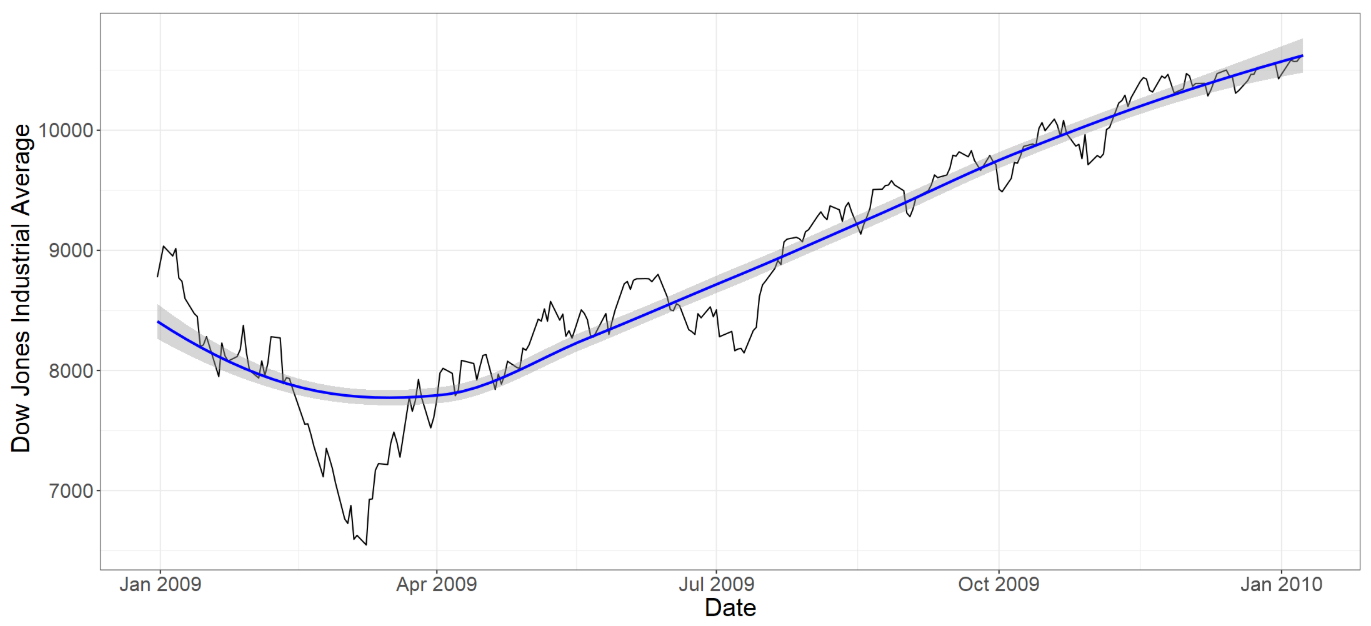 Dow Jones Industrial Average
10000
9000
8000
7000
Jan 2009
Apr 2009
Jul 2009
Oct 2009
Jan 2010
Date